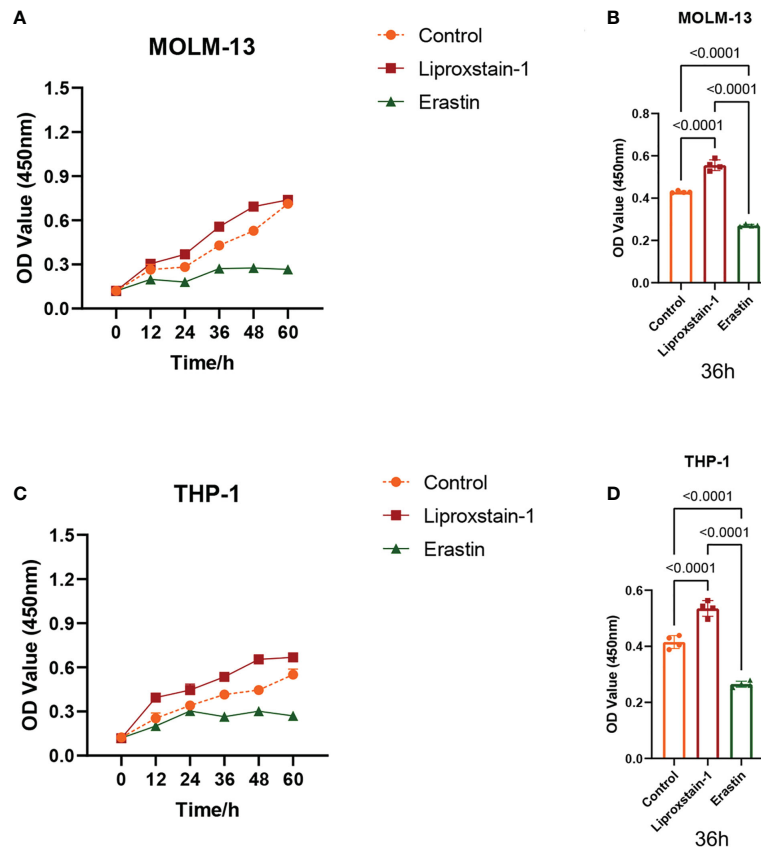 A
MOLM-13
Control
Liproxstain-1
Erastin
OD Value (450nm)
1.5
1.2
0.9
0.6
0.3
0.0
0 12 24 36 48 60
Time/h
B
MOLM-13
<0.0001
<0.0001
<0.0001
OD Value (450nm)
0.8
0.6
0.4
0.2
0.0
Control
Liproxstain-1
Erastin
36h
C
THP-1
Control
Liproxstain-1
Erastin
OD Value (450nm)
1.5
1.2
0.9
0.6
0.3
0.0
0 12 24 36 48 60
Time/h
D
THP-1
<0.0001
<0.0001
<0.0001
OD Value (450nm)
0.6
0.4
0.2
0.0
Control
Liproxstain-1
Erastin
36h